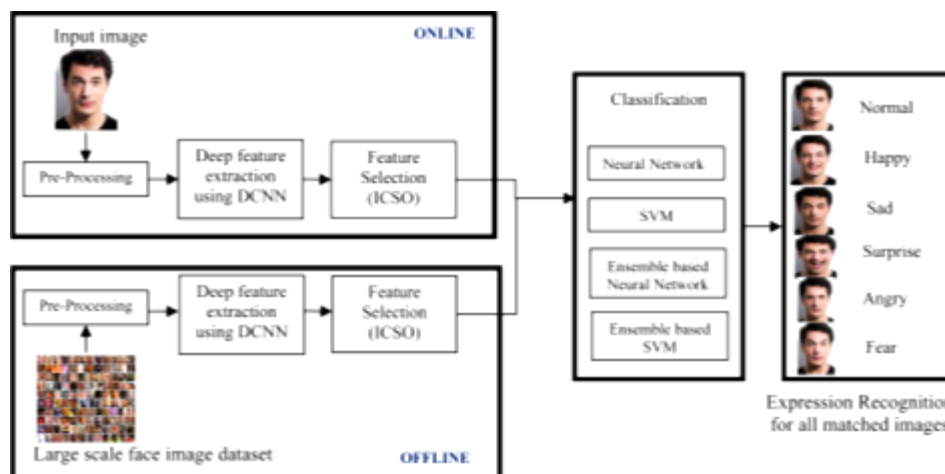 Input image
ONLINE
Pre-Processing
Deep feature
extraction
using DCNN
Feature
Selection
(ICSO)
Pre-Processing
Deep feature
extraction
using DCNN
Feature
Selection
(ICSO)
Large scale face image dataset
OFFLINE
Classification
Neural Network
SVM
Ensemble based
Neural Network
Ensemble based
SVM
Normal
Happy
Sad
Surprise
Angry
Fear
Expression Recognition
for all matched images